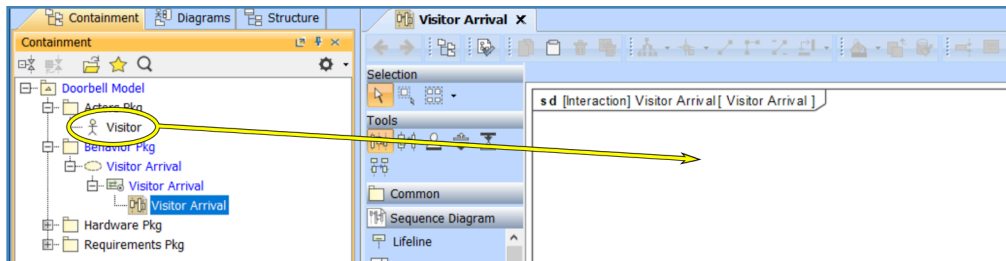 Containment Diagrams Structure
Containment
Doorbell Model
Actors Pkg
Visitor
Behavior Pkg
Visitor Arrival
Visitor Arrival
Visitor Arrival
Hardware Pkg
Requirements Pkg
Visitor Arrival
Selection
Tools
Common
Sequence Diagram
Lifeline
sd [Interaction] Visitor Arrival[ Visitor Arrival ]